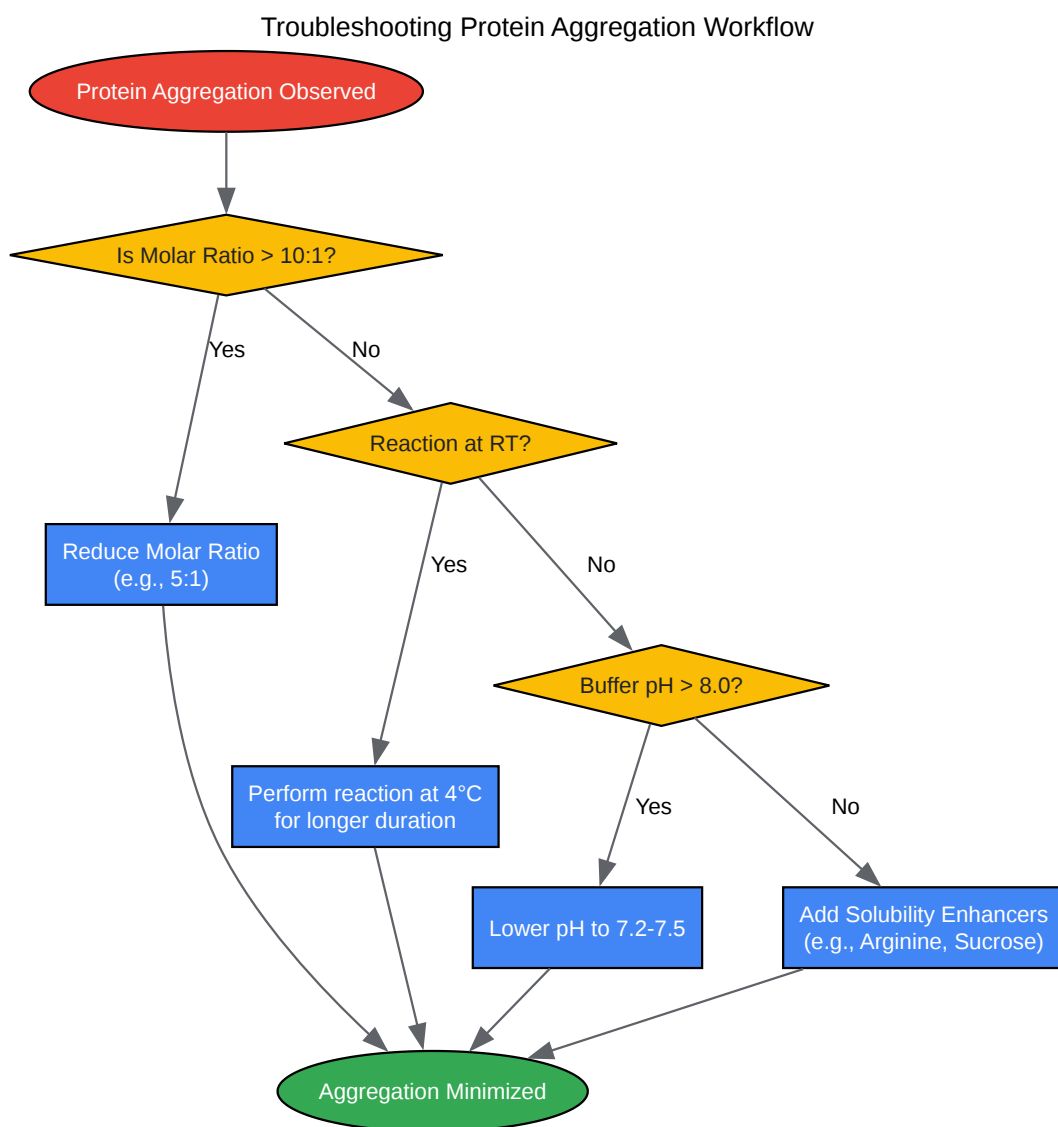 Troubleshooting Protein Aggregation Workflow
Protein Aggregation Observed
Is Molar Ratio > 10:1?
Yes
No
Reaction at RT?
Reduce Molar Ratio
(e.g., 5:1)
Yes
No
Buffer pH > 8.0?
Perform reaction at 4°C
for longer duration
Yes
No
Lower pH to 7.2-7.5
Add Solubility Enhancers
(e.g., Arginine, Sucrose)
Aggregation Minimized